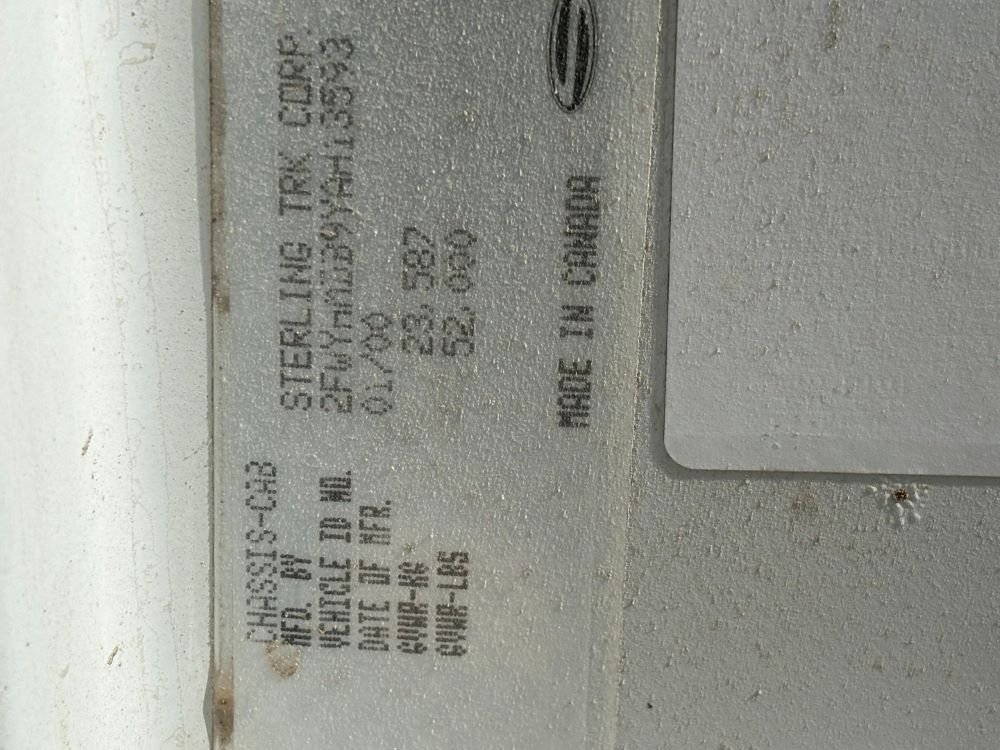 CHASSIS-CAB
MFD. BY STERLING TRK CORP.
VEHICLE ID NO.
DATE OF MFR. 01/00
GVWR-KG 23,587
GVWR-LBS 52,000
MADE IN CANADA